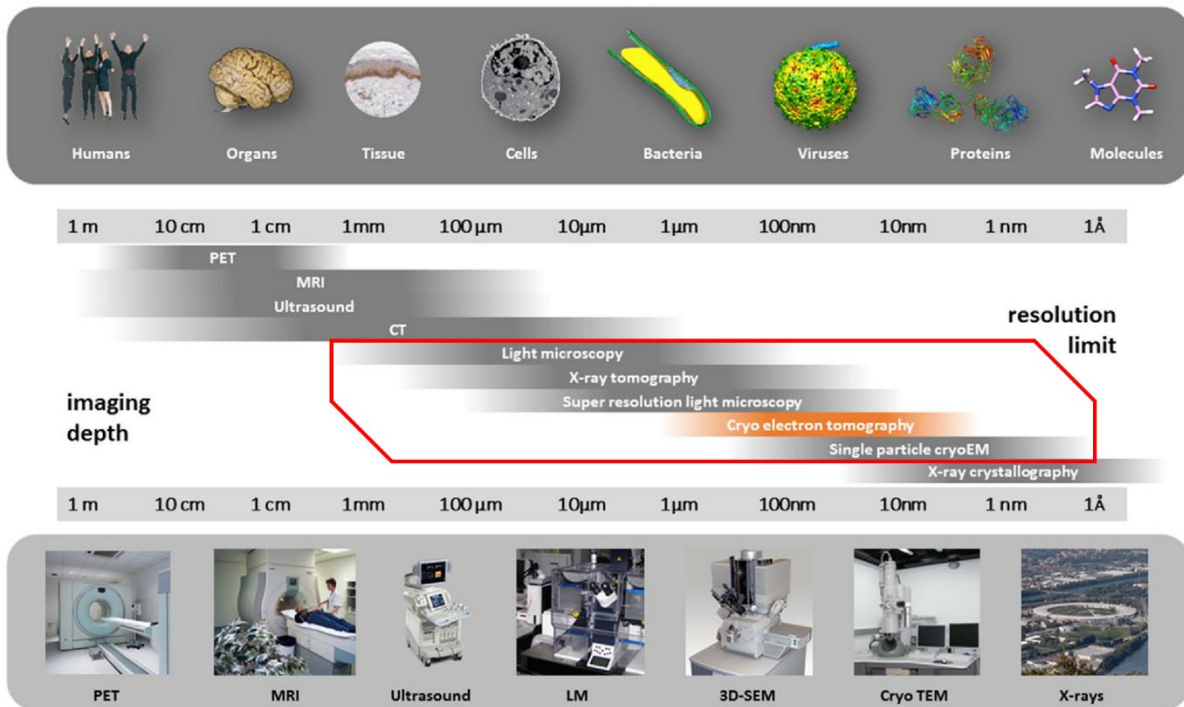 Humans Organs Tissue Cells Bacteria Viruses Proteins Molecules
1 m 10 cm 1 cm 1mm 100 µm 10µm 1µm 100nm 10nm 1 nm 1Å
PET
MRI
Ultrasound
CT
resolution
limit
Light microscopy
X-ray tomography
Super resolution light microscopy
imaging
depth
Cryo electron tomography
Single particle cryoEM
X-ray crystallography
1 m 10 cm 1 cm 1mm 100 µm 10µm 1µm 100nm 10nm 1 nm 1Å
PET MRI Ultrasound LM 3D-SEM Cryo TEM X-rays